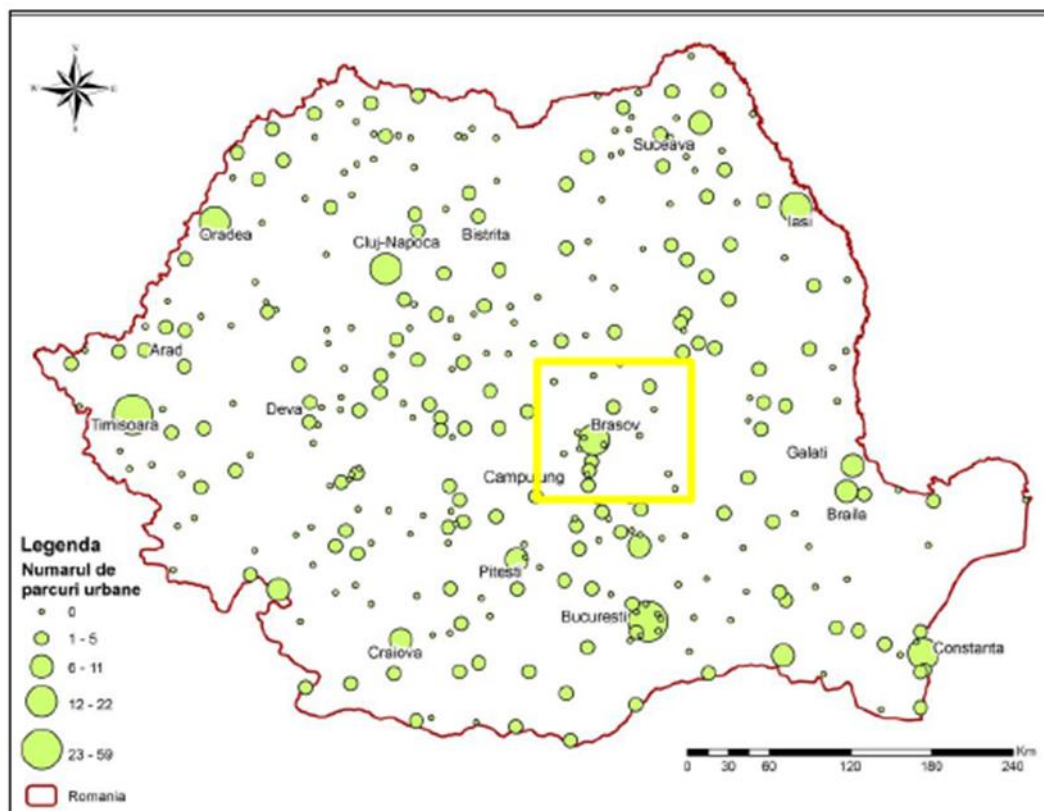 N
W E
S
Suceava
Iasi
Oradea
Cluj-Napoca
Bistrita
Arad
Timisoara
Deva
Brasov
Campulung
Galati
Braila
Pitesti
Bucuresti
Craiova
Constanta
Legenda
Numarul de
parcuri urbane
0
1 - 5
6 - 11
12 - 22
23 - 59
Romania
Km
0 30 60 120 180 240